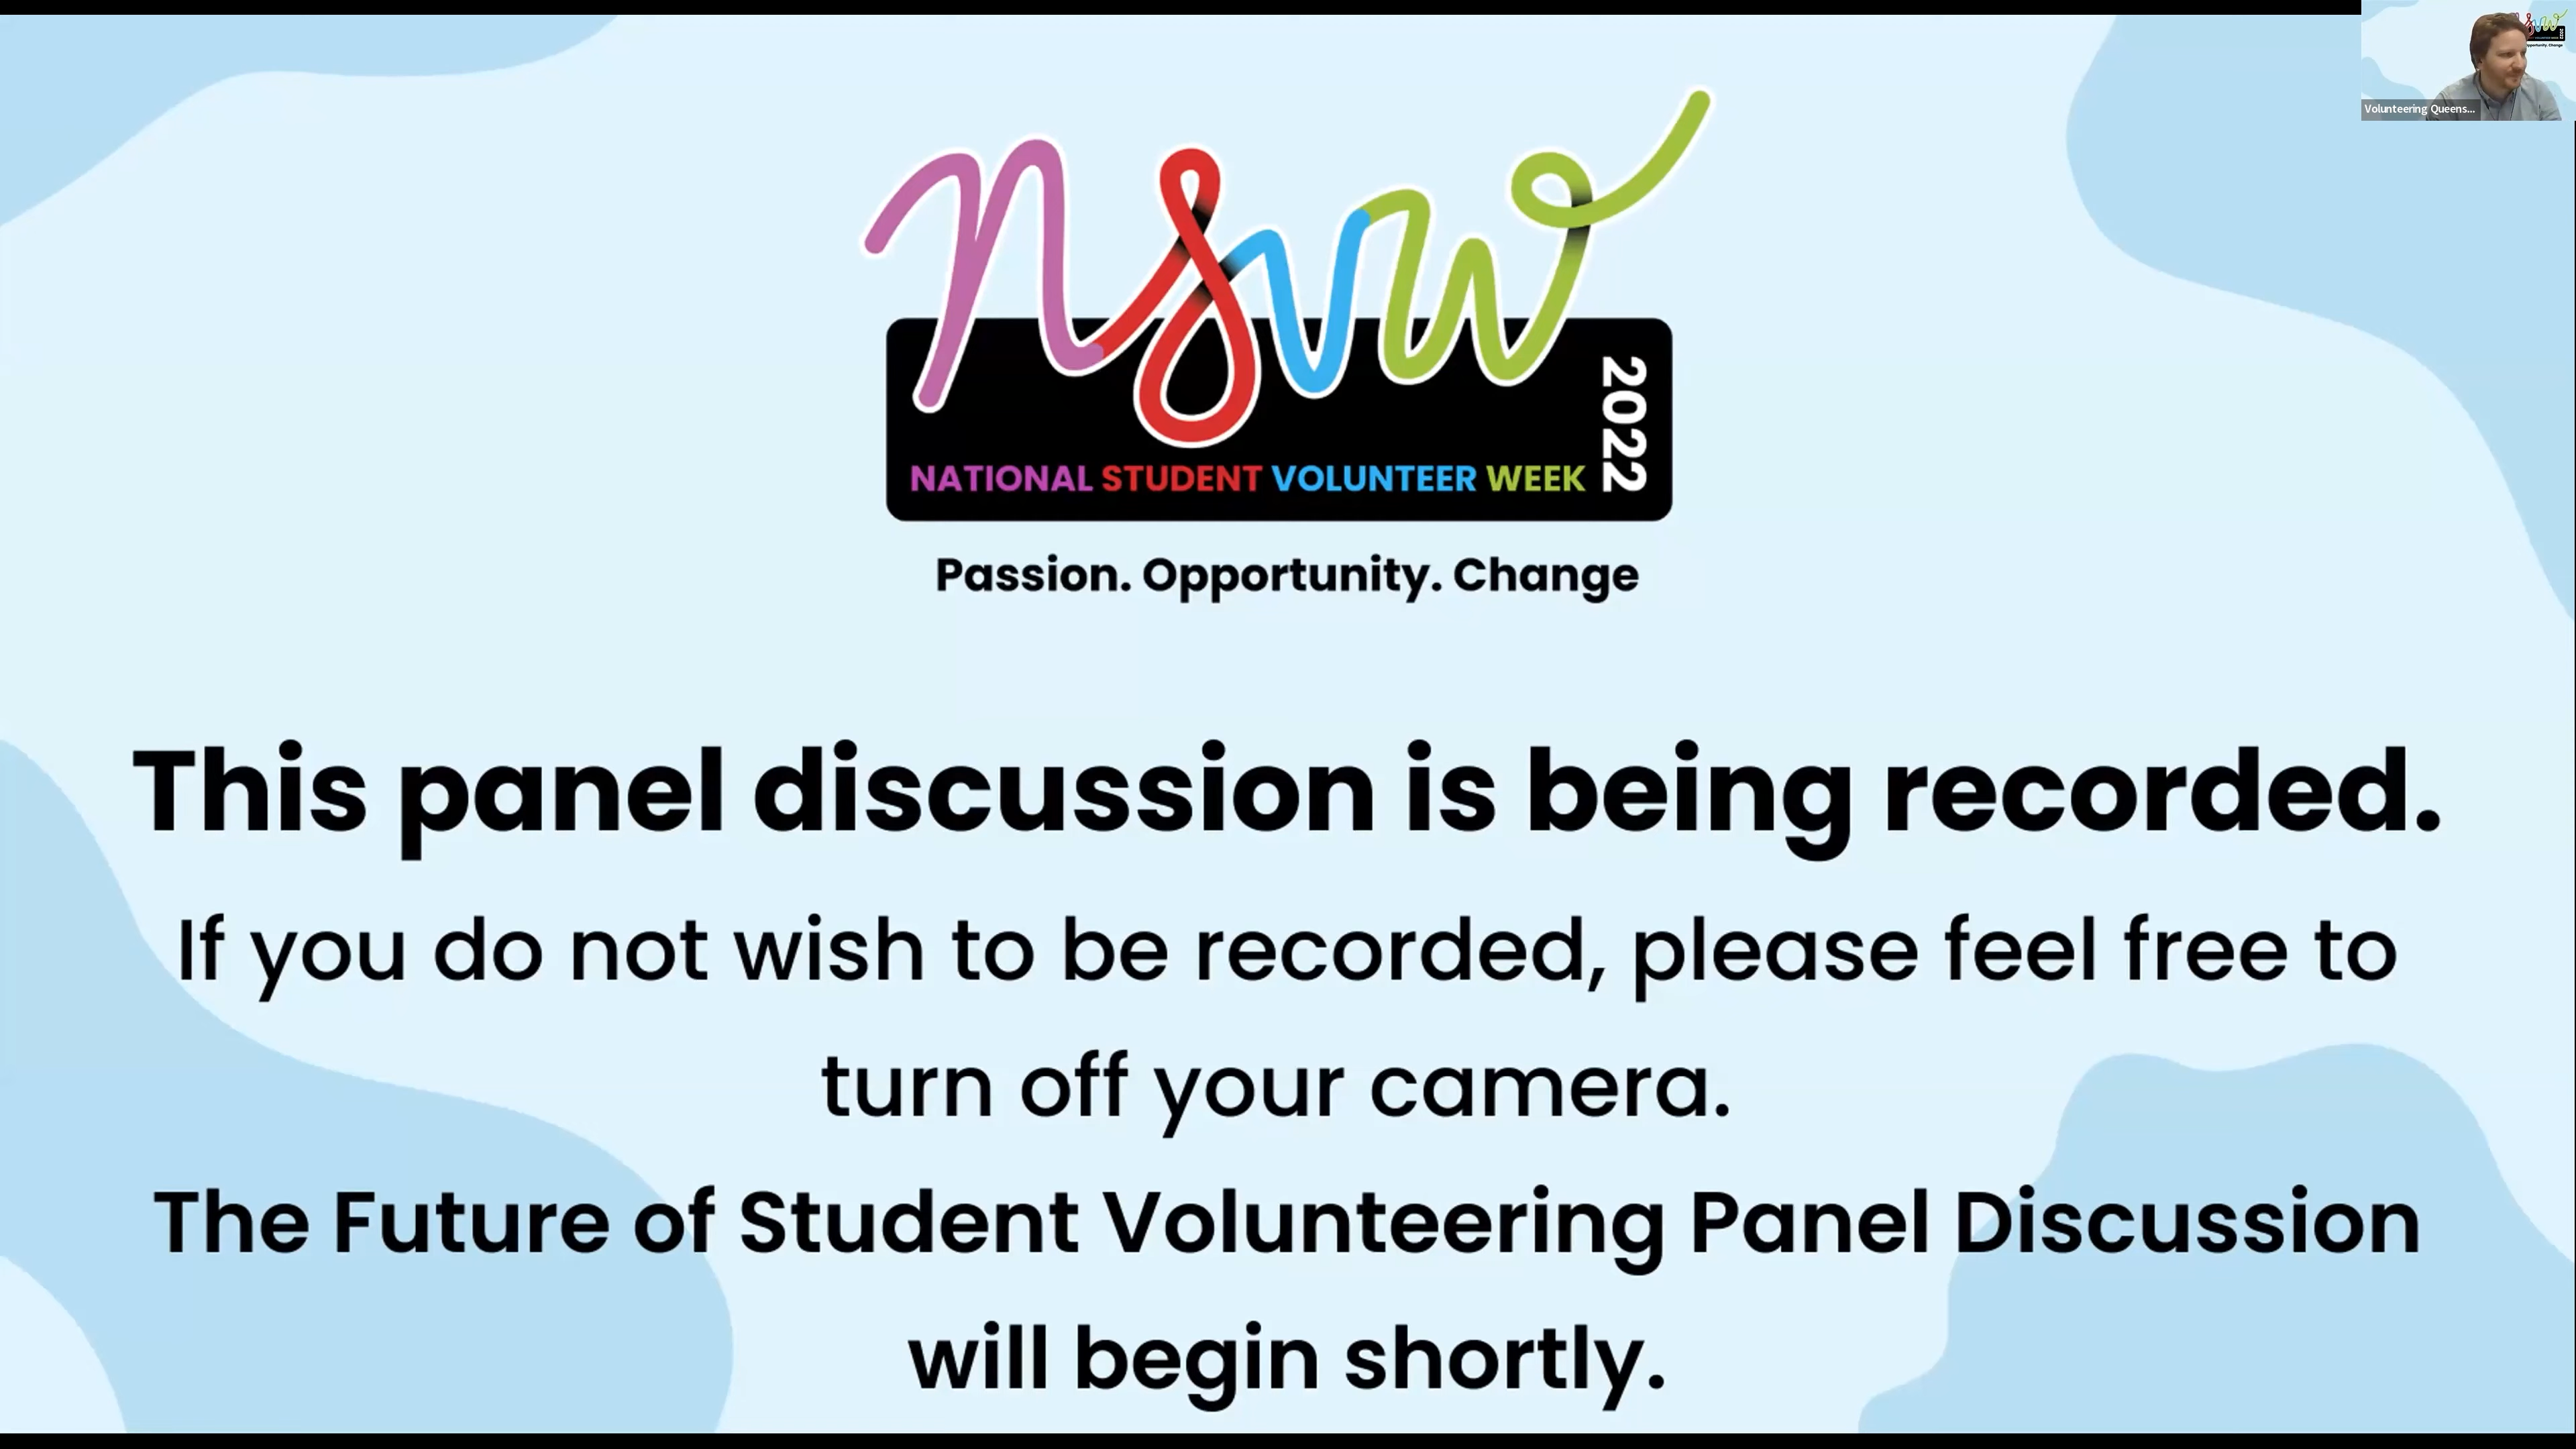 nsvw
2022
NATIONAL STUDENT VOLUNTEER WEEK
Passion. Opportunity. Change
Volunteering Queens...
This panel discussion is being recorded.
If you do not wish to be recorded, please feel free to
turn off your camera.
The Future of Student Volunteering Panel Discussion
will begin shortly.